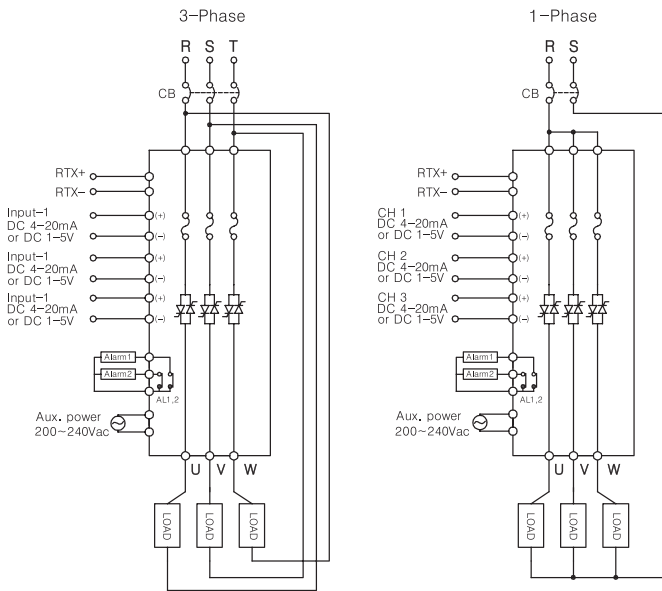 3-Phase
R S T
CB
RTX+
RTX-
Input-1
DC 4-20mA
or DC 1-5V
(+)
(-)
Input-1
DC 4-20mA
or DC 1-5V
(+)
(-)
Input-1
DC 4-20mA
or DC 1-5V
(+)
(-)
Alarm1
Alarm2
AL1,2
Aux. power
200~240Vac
U V W
LOAD LOAD LOAD
1-Phase
R S
CB
RTX+
RTX-
CH 1
DC 4-20mA
or DC 1-5V
(+)
(-)
CH 2
DC 4-20mA
or DC 1-5V
(+)
(-)
CH 3
DC 4-20mA
or DC 1-5V
(+)
(-)
Alarm1
Alarm2
AL1,2
Aux. power
200~240Vac
U V W
LOAD LOAD LOAD